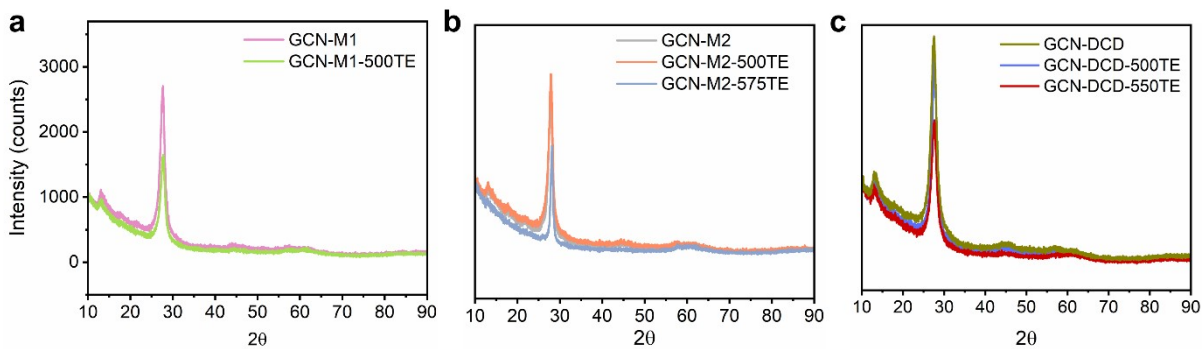 a
GCN-M1
GCN-M1-500TE
3000
2000
1000
0
Intensity (counts)
10 20 30 40 50 60 70 80 90
2θ
b
GCN-M2
GCN-M2-500TE
GCN-M2-575TE
10 20 30 40 50 60 70 80 90
2θ
c
GCN-DCD
GCN-DCD-500TE
GCN-DCD-550TE
10 20 30 40 50 60 70 80 90
2θ